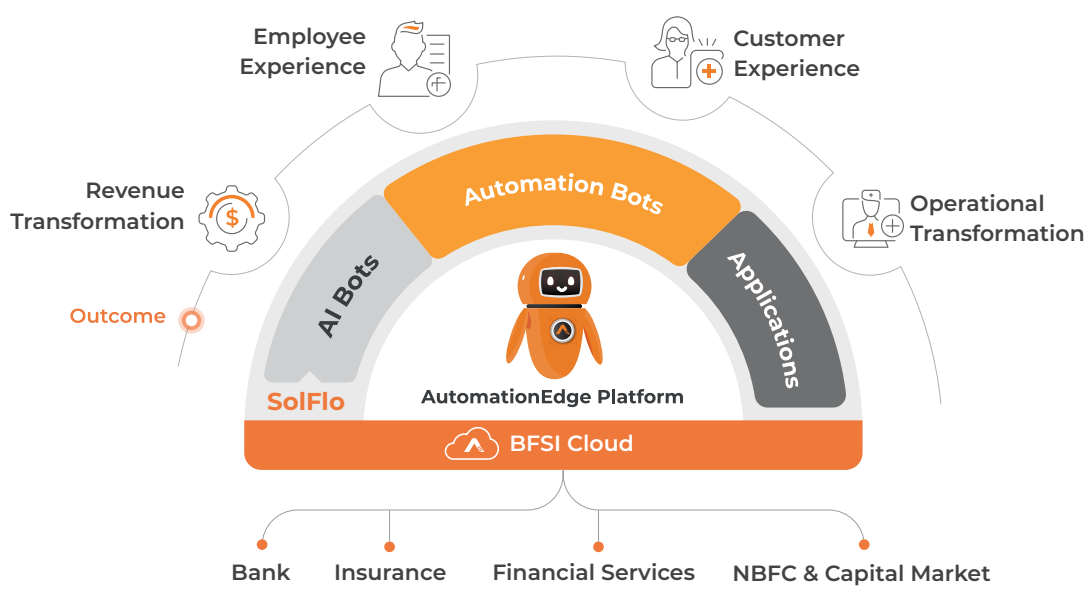 Employee
Experience
Customer
Experience
Revenue
Transformation
$
Operational
Transformation
Outcome
AI Bots
Automation Bots
Applications
SolFlo
AutomationEdge Platform
BFSI Cloud
Bank
Insurance
Financial Services
NBFC & Capital Market